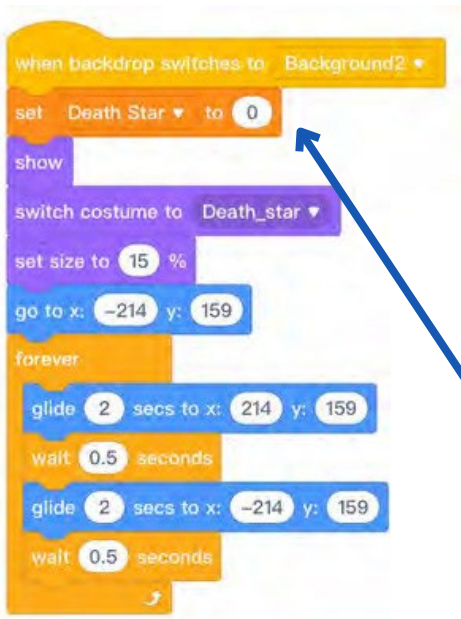 when backdrop switches to Background2
set Death Star to 0
show
switch costume to Death_star
set size to 15 %
go to x: -214 y: 159
forever
glide 2 secs to x: 214 y: 159
wait 0.5 seconds
glide 2 secs to x: -214 y: 159
wait 0.5 seconds